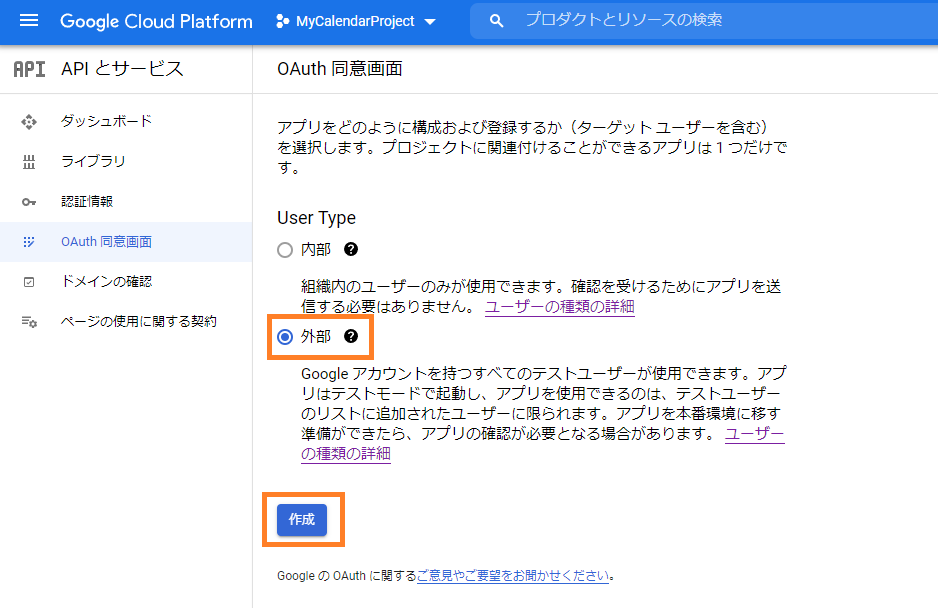 Google Cloud Platform
MyCalendarProject
プロダクトとリソースの検索
API
API とサービス
OAuth 同意画面
ダッシュボード
ライブラリ
認証情報
OAuth 同意画面
ドメインの確認
ページの使用に関する契約
アプリをどのように構成および登録するか（ターゲット ユーザーを含む）
を選択します。プロジェクトに関連付けることができるアプリは 1 つだけで
す。
User Type
内部 ?
組織内のユーザーのみが使用できます。確認を受けるためにアプリを送
信する必要はありません。 ユーザーの種類の詳細
外部 ?
Google アカウントを持つすべてのテストユーザーが使用できます。アプ
リはテストモードで起動し、アプリを使用できるのは、テストユーザー
のリストに追加されたユーザーに限られます。アプリを本番環境に移す
準備ができたら、アプリの確認が必要となる場合があります。 ユーザー
の種類の詳細
作成
Google の OAuth に関するご意見やご要望をお聞かせください。